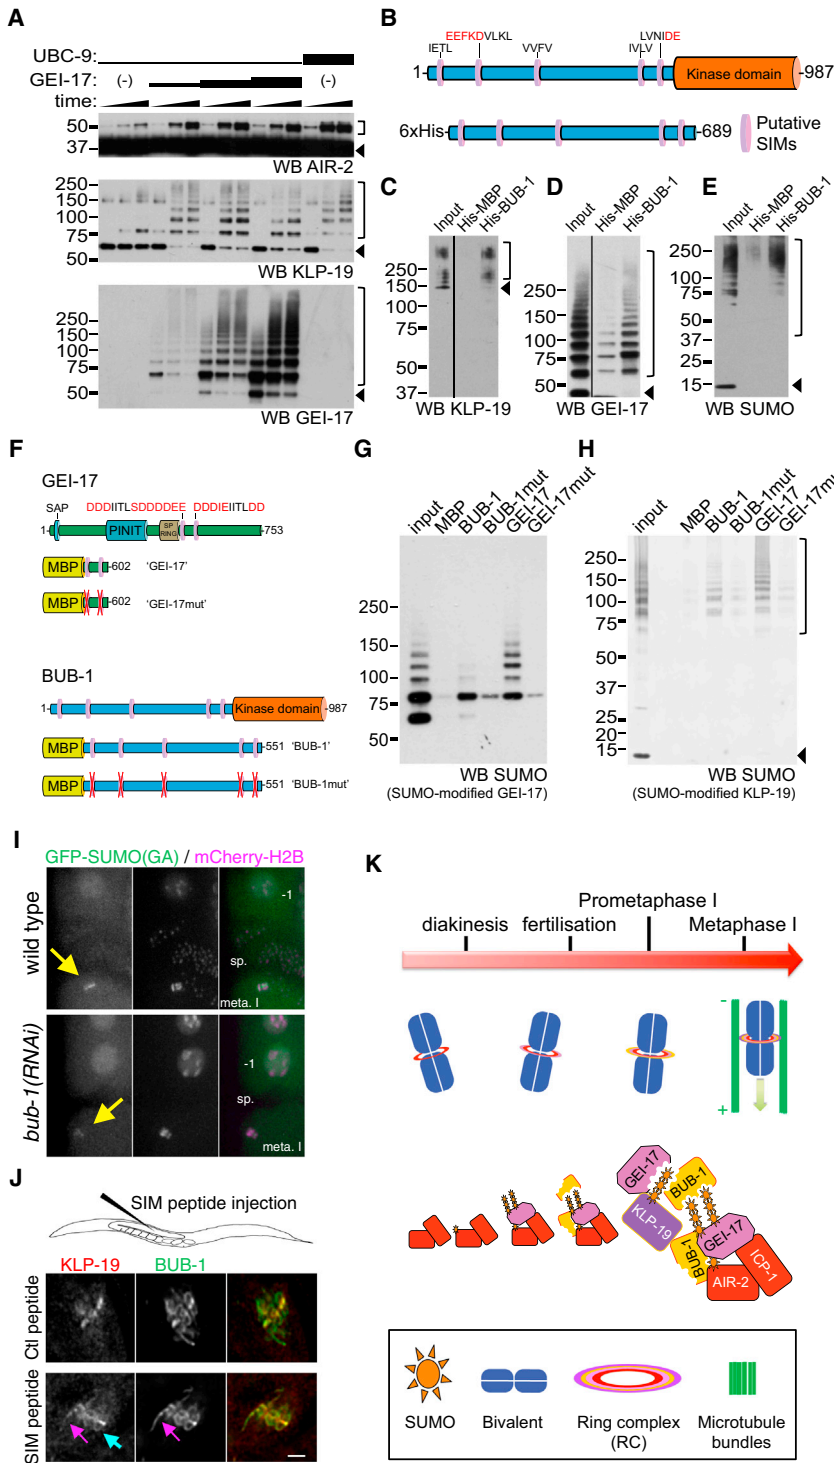 A
UBC-9:
GEI-17: (-) (-)
time:
50
37
WB AIR-2
250
150
100
75
50
WB KLP-19
250
150
100
75
50
WB GEI-17
B
EEFKDVLKL LVNIDE
IETL VVFV IVLV
1 Kinase domain -987
6xHis -689 Putative SIMs
C
Input
His-MBP
His-BUB-1
250
150
100
75
50
37
WB KLP-19
D
Input
His-MBP
His-BUB-1
250
150
100
75
50
WB GEI-17
E
Input
His-MBP
His-BUB-1
250
150
100
75
50
37
25
15
WB SUMO
F
GEI-17
SAP DDDIITLSDDDDEE DDDIEIITLDD
1- PINIT SP RING -753
MBP -602 'GEI-17'
MBP -602 'GEI-17mut'
BUB-1
1- Kinase domain -987
MBP -551 'BUB-1'
MBP -551 'BUB-1mut'
G
input
MBP
BUB-1
BUB-1mut
GEI-17
GEI-17mut
250
150
100
75
50
WB SUMO
(SUMO-modified GEI-17)
H
input
MBP
BUB-1
BUB-1mut
GEI-17
GEI-17mut
250
150
100
75
50
37
25
20
15
WB SUMO
(SUMO-modified KLP-19)
I
GFP-SUMO(GA) / mCherry-H2B
wild type
-1
sp.
meta. I
bub-1(RNAi)
-1
sp.
meta. I
J
SIM peptide injection
KLP-19 BUB-1
Ctl peptide
SIM peptide
K
Prometaphase I
diakinesis fertilisation Metaphase I
-
+
GEI-17
BUB-1
KLP-19
GEI-17
BUB-1
ICP-1
AIR-2
SUMO
Bivalent
Ring complex
(RC)
Microtubule
bundles